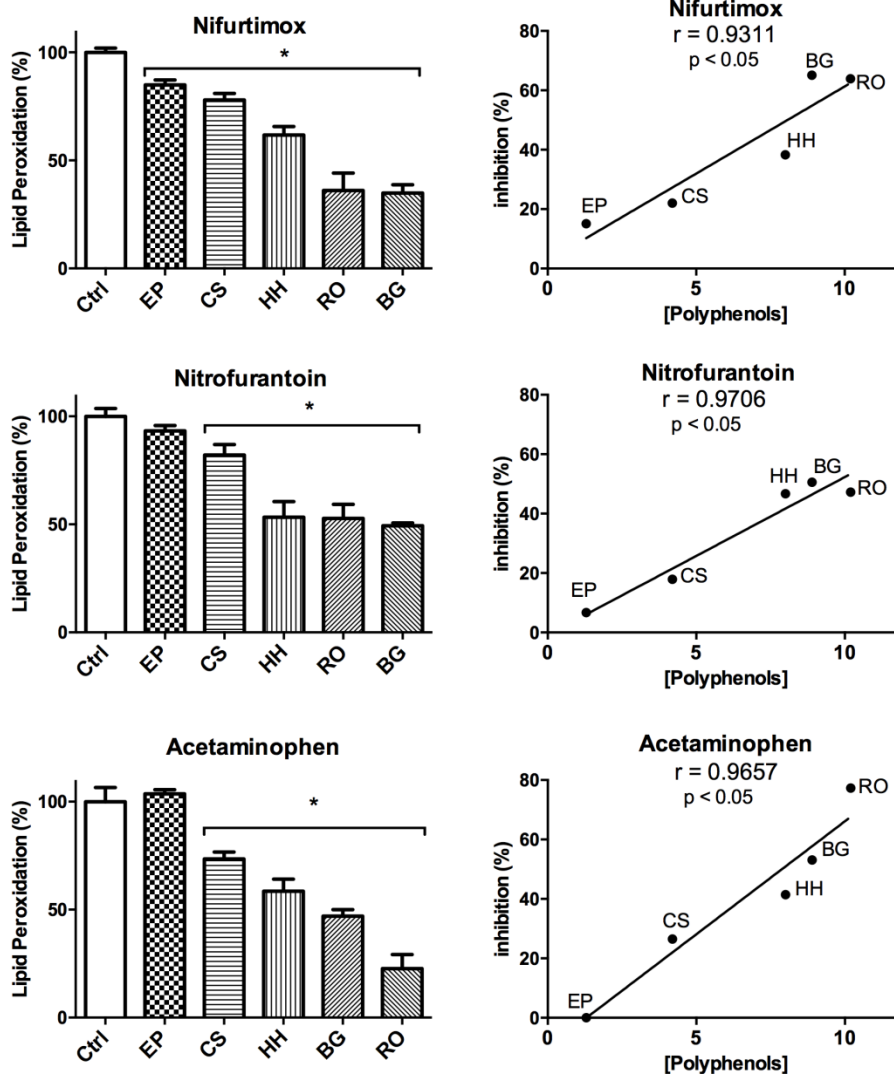 Nifurtimox
Lipid Peroxidation (%)
100
50
0
*
Ctrl
EP
CS
HH
RO
BG
Nifurtimox
r = 0.9311
p < 0.05
inhibition (%)
80
60
40
20
0
BG
RO
HH
CS
EP
0
5
10
[Polyphenols]
Nitrofurantoin
Lipid Peroxidation (%)
100
50
0
*
Ctrl
EP
CS
HH
RO
BG
Nitrofurantoin
r = 0.9706
p < 0.05
inhibition (%)
80
60
40
20
0
HH
BG
RO
EP
CS
0
5
10
[Polyphenols]
Acetaminophen
Lipid Peroxidation (%)
100
50
0
*
Ctrl
EP
CS
HH
BG
RO
Acetaminophen
r = 0.9657
p < 0.05
inhibition (%)
80
60
40
20
0
RO
BG
HH
CS
EP
0
5
10
[Polyphenols]